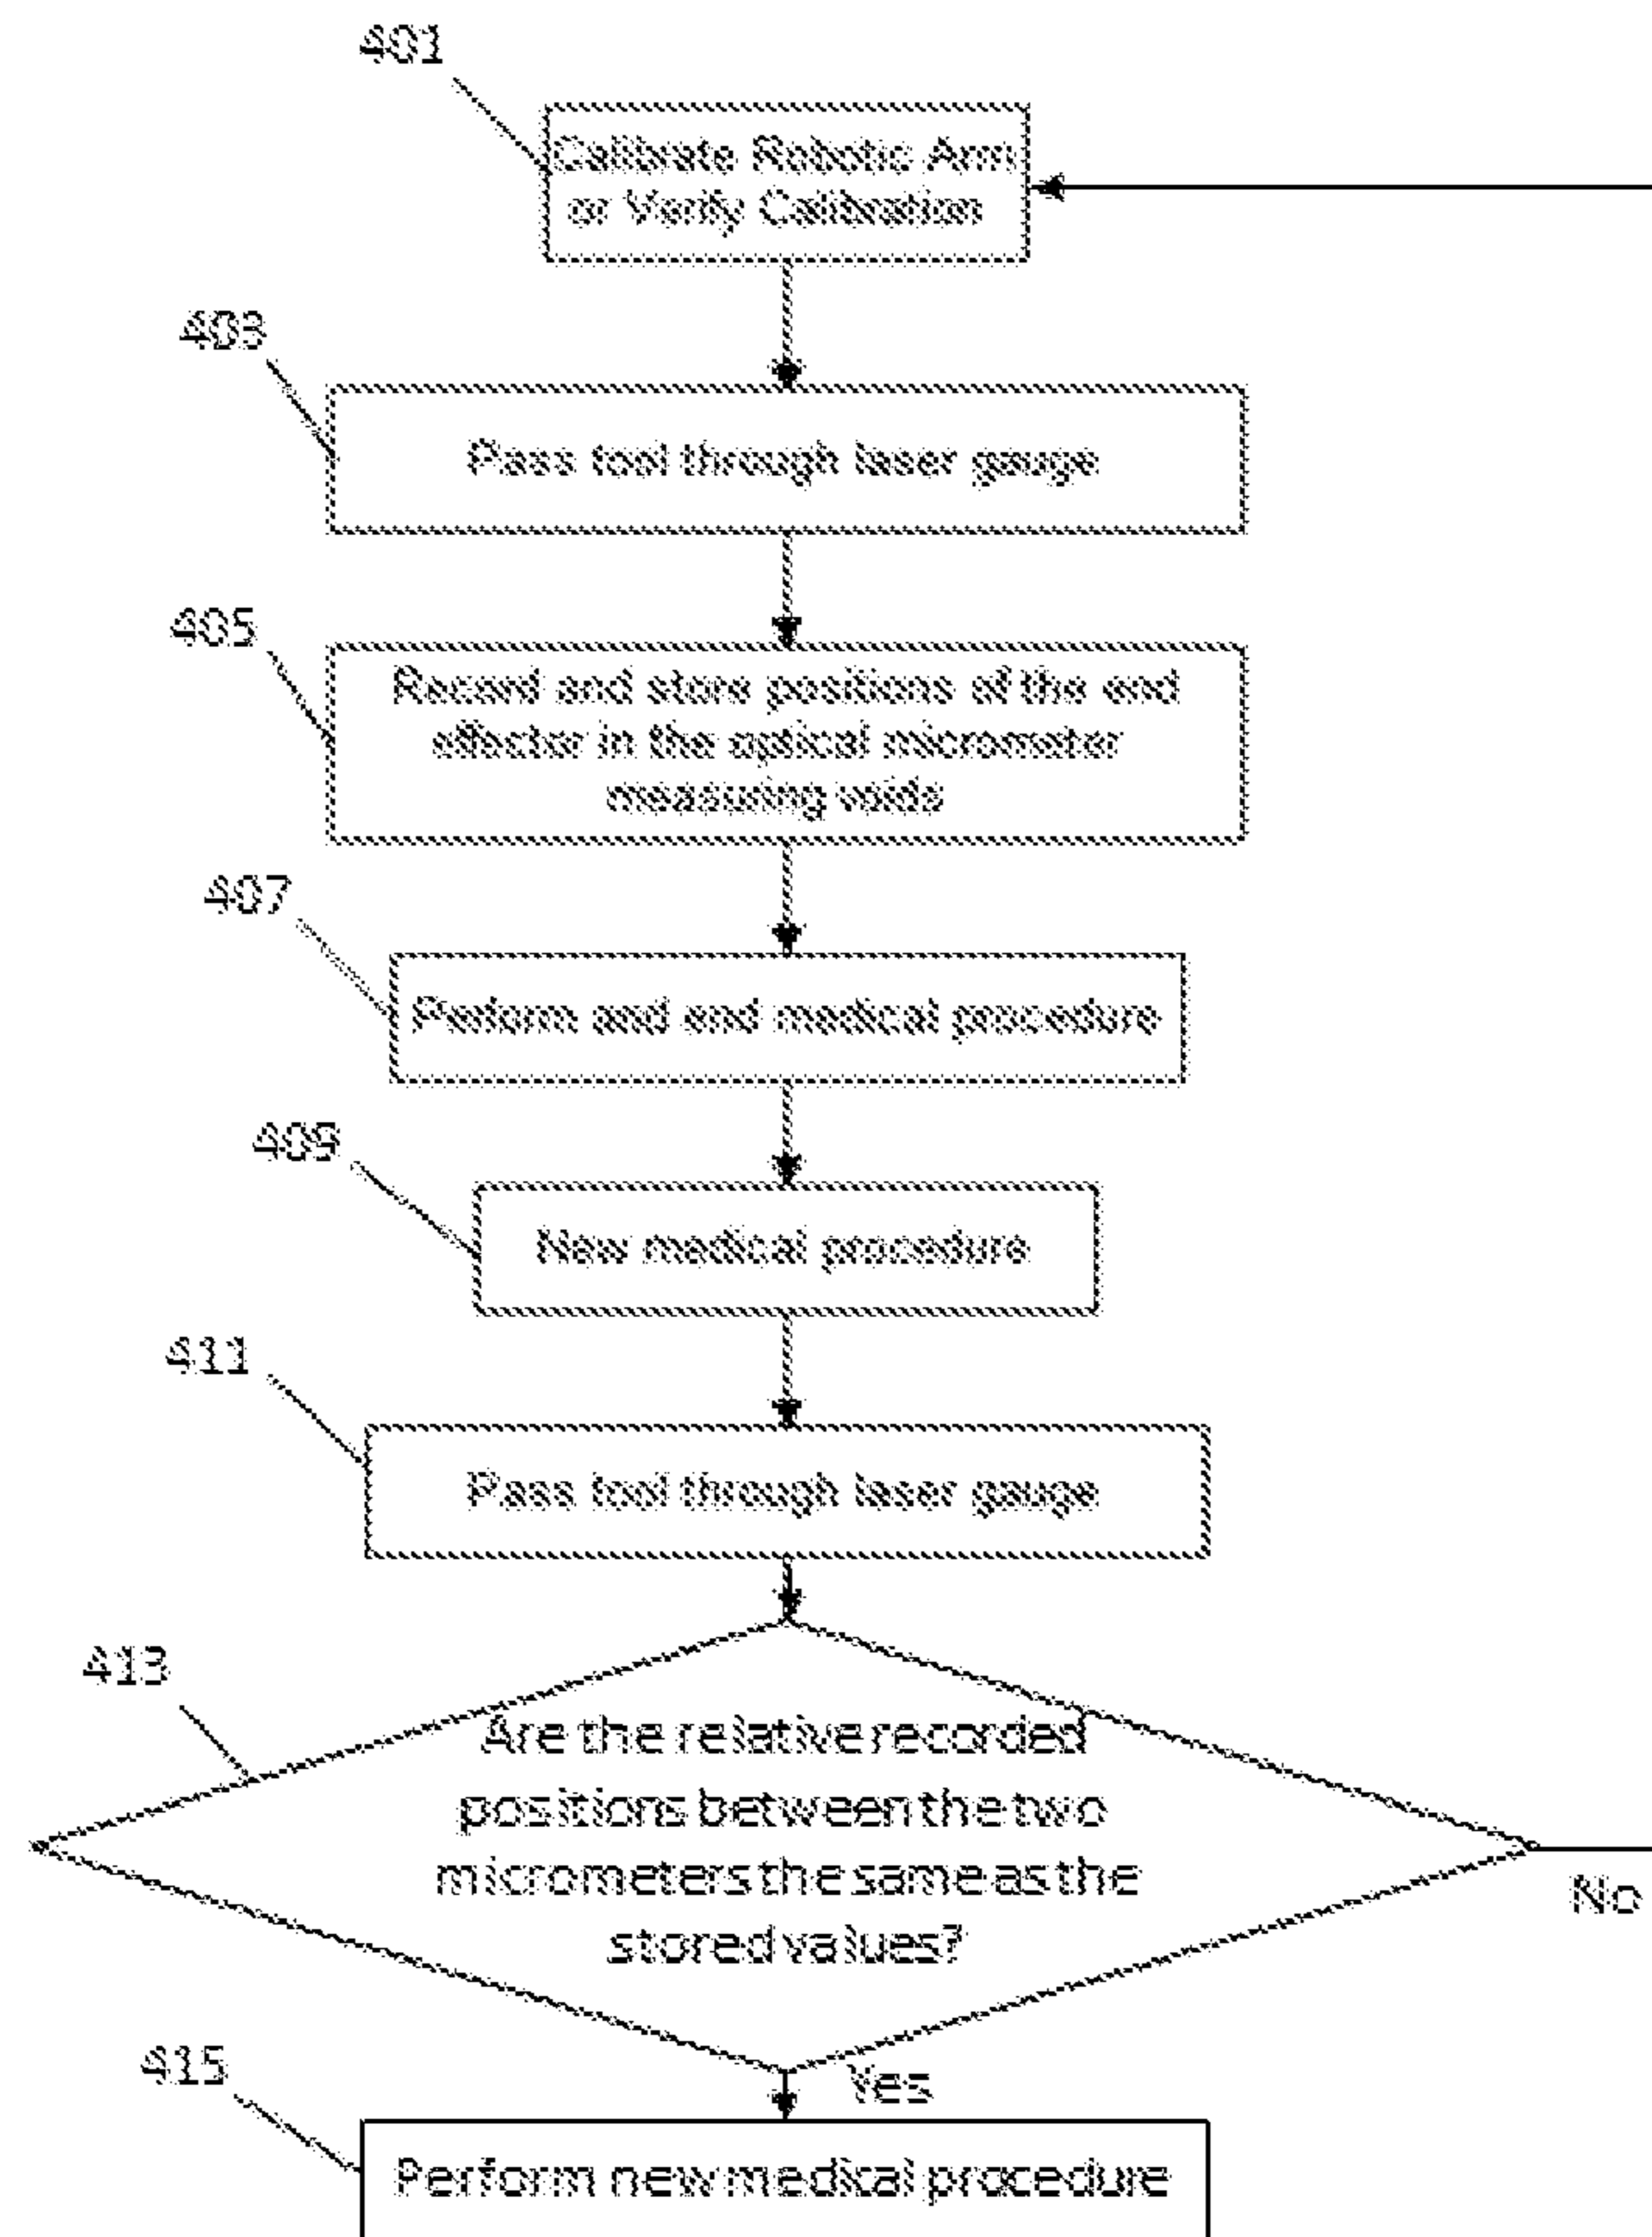 401
Calibrate Robotic Arm
or Verify Calibration
403
Pass tool through laser gauge
405
Record and store positions of the end
effector in the optical micrometer
measuring voids
407
Perform and end medical procedure
409
New medical procedure
411
Pass tool through laser gauge
413
Are the relative recorded
positions between the two
micrometers the same as the
stored values?
No
Yes
415
Perform new medical procedure